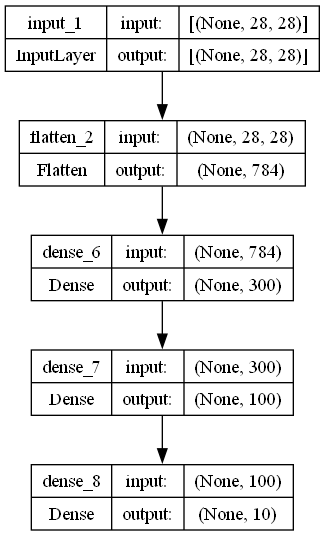 input_1 input: [(None, 28, 28)]
InputLayer output: [(None, 28, 28)]
flatten_2 input: (None, 28, 28)
Flatten output: (None, 784)
dense_6 input: (None, 784)
Dense output: (None, 300)
dense_7 input: (None, 300)
Dense output: (None, 100)
dense_8 input: (None, 100)
Dense output: (None, 10)